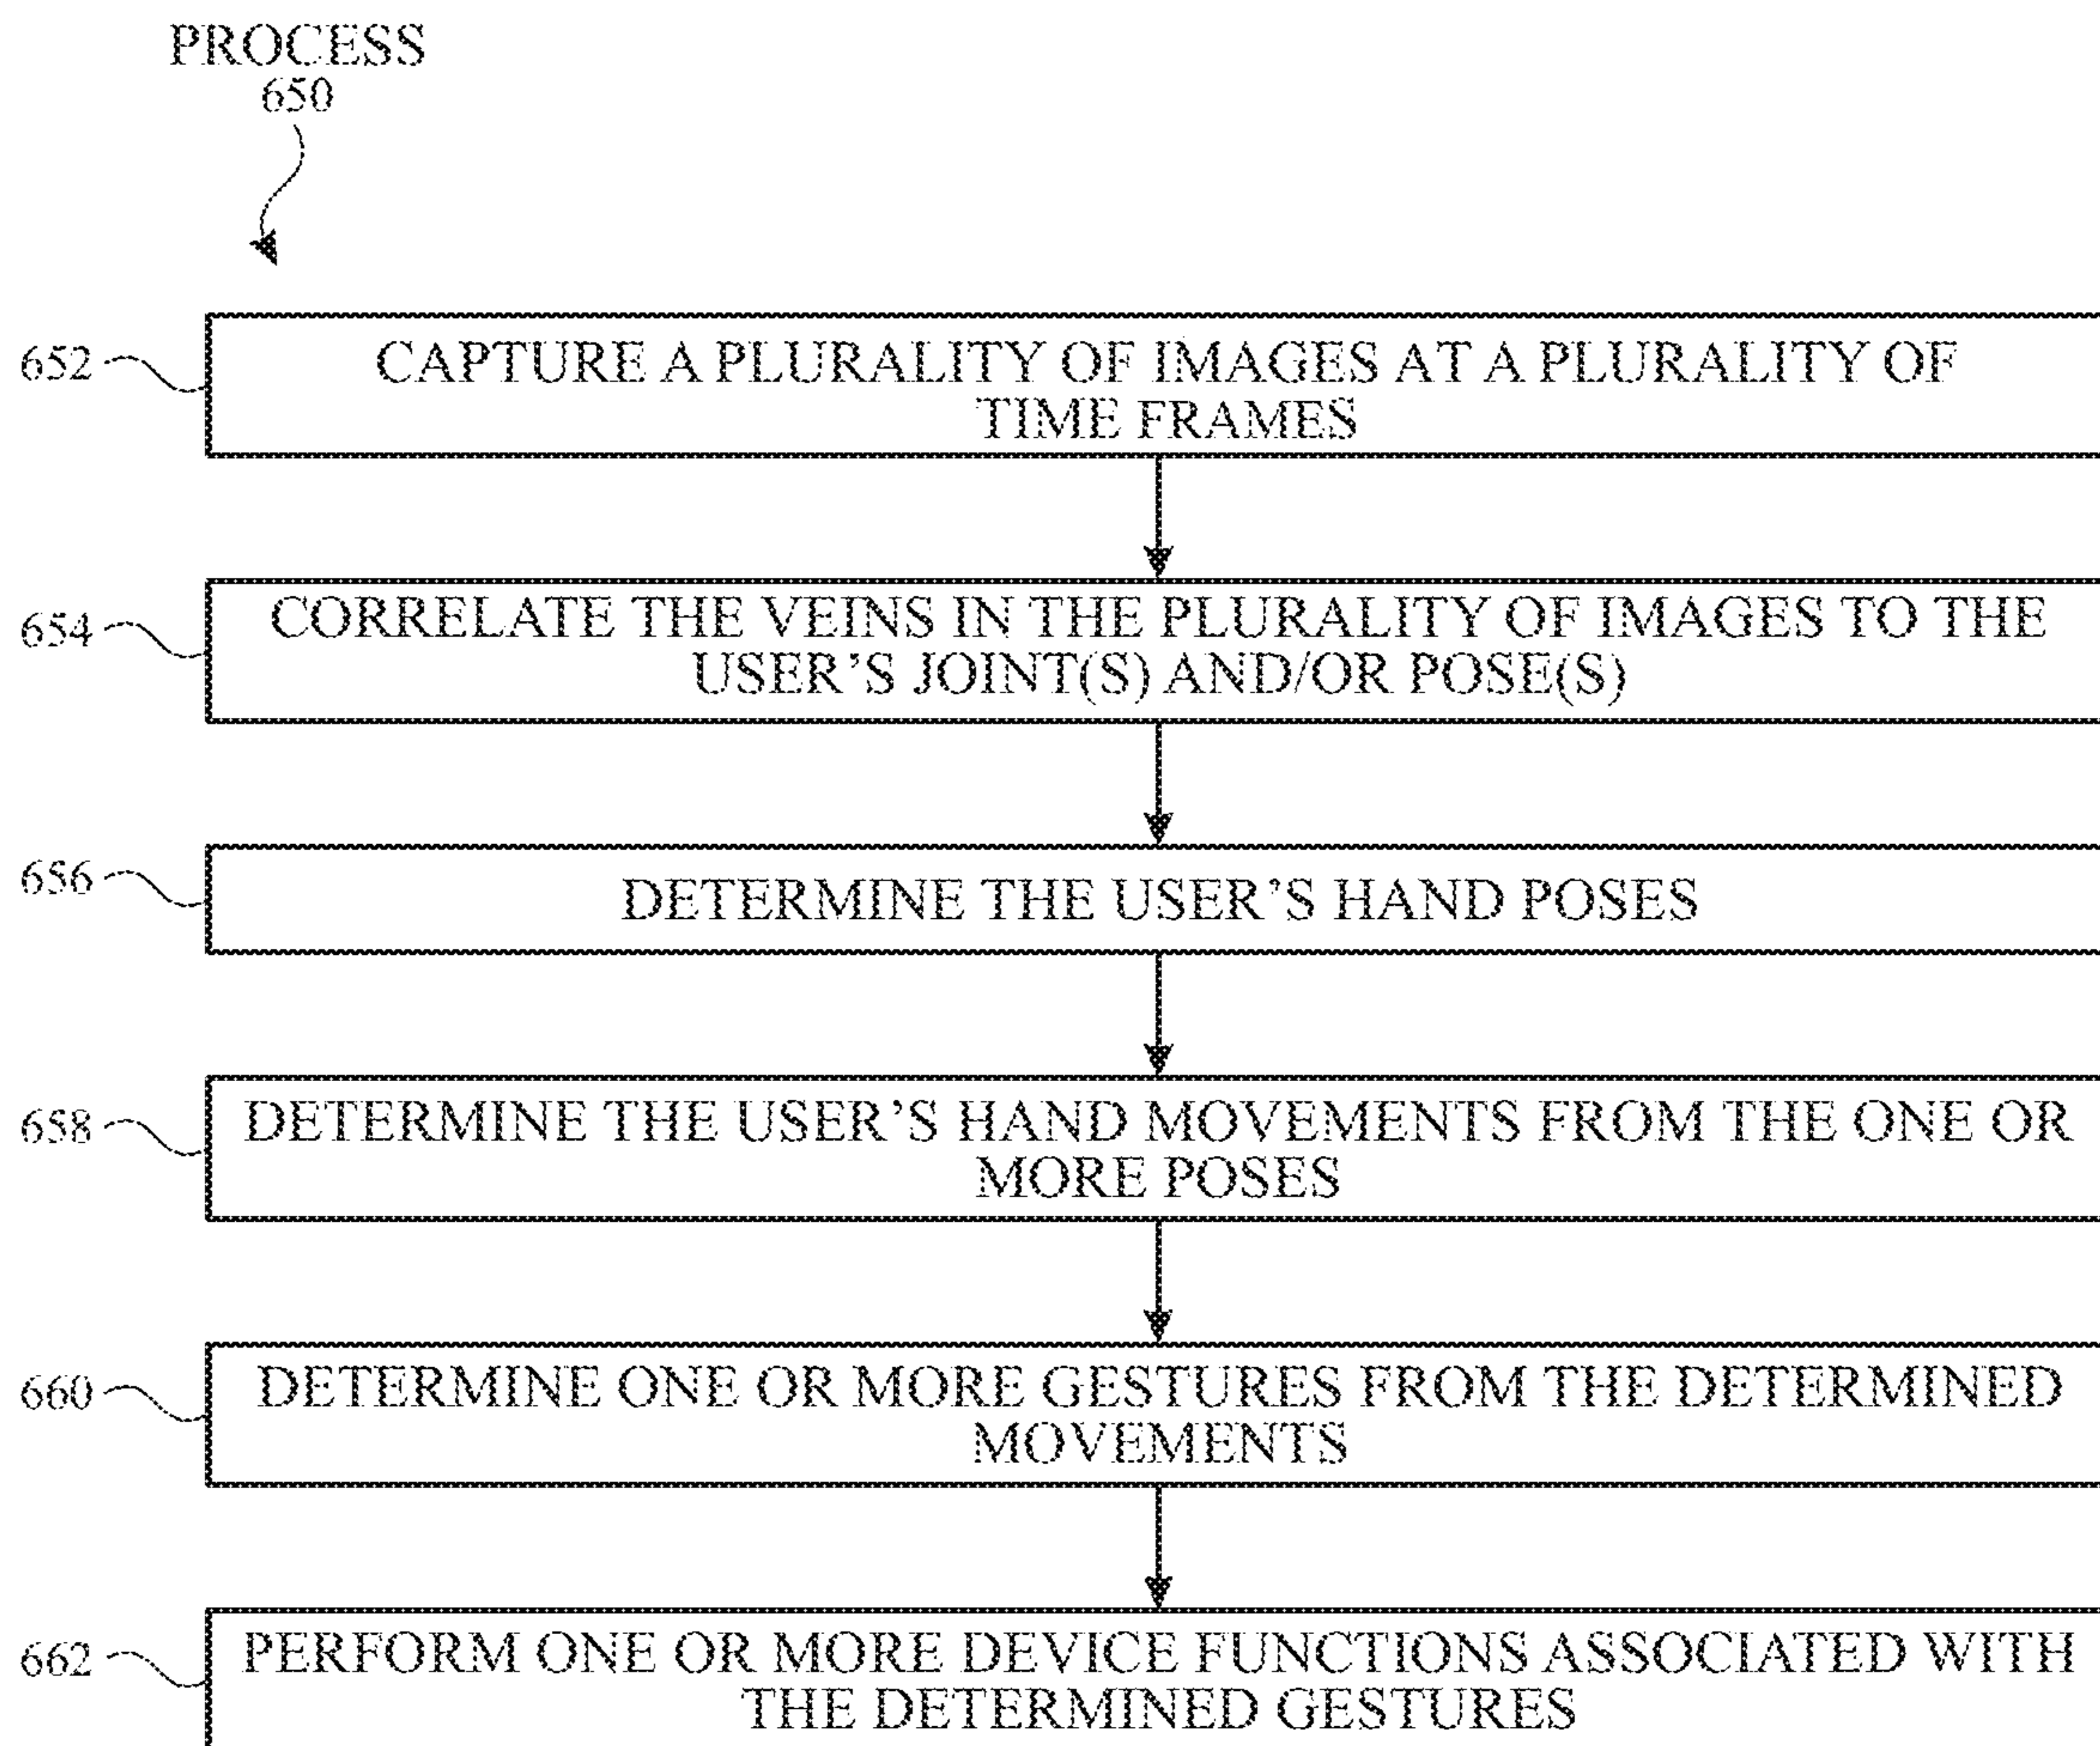 PROCESS
650
652
CAPTURE A PLURALITY OF IMAGES AT A PLURALITY OF
TIME FRAMES
654
CORRELATE THE VEINS IN THE PLURALITY OF IMAGES TO THE
USER’S JOINT(S) AND/OR POSE(S)
656
DETERMINE THE USER’S HAND POSES
658
DETERMINE THE USER’S HAND MOVEMENTS FROM THE ONE OR
MORE POSES
660
DETERMINE ONE OR MORE GESTURES FROM THE DETERMINED
MOVEMENTS
662
PERFORM ONE OR MORE DEVICE FUNCTIONS ASSOCIATED WITH
THE DETERMINED GESTURES